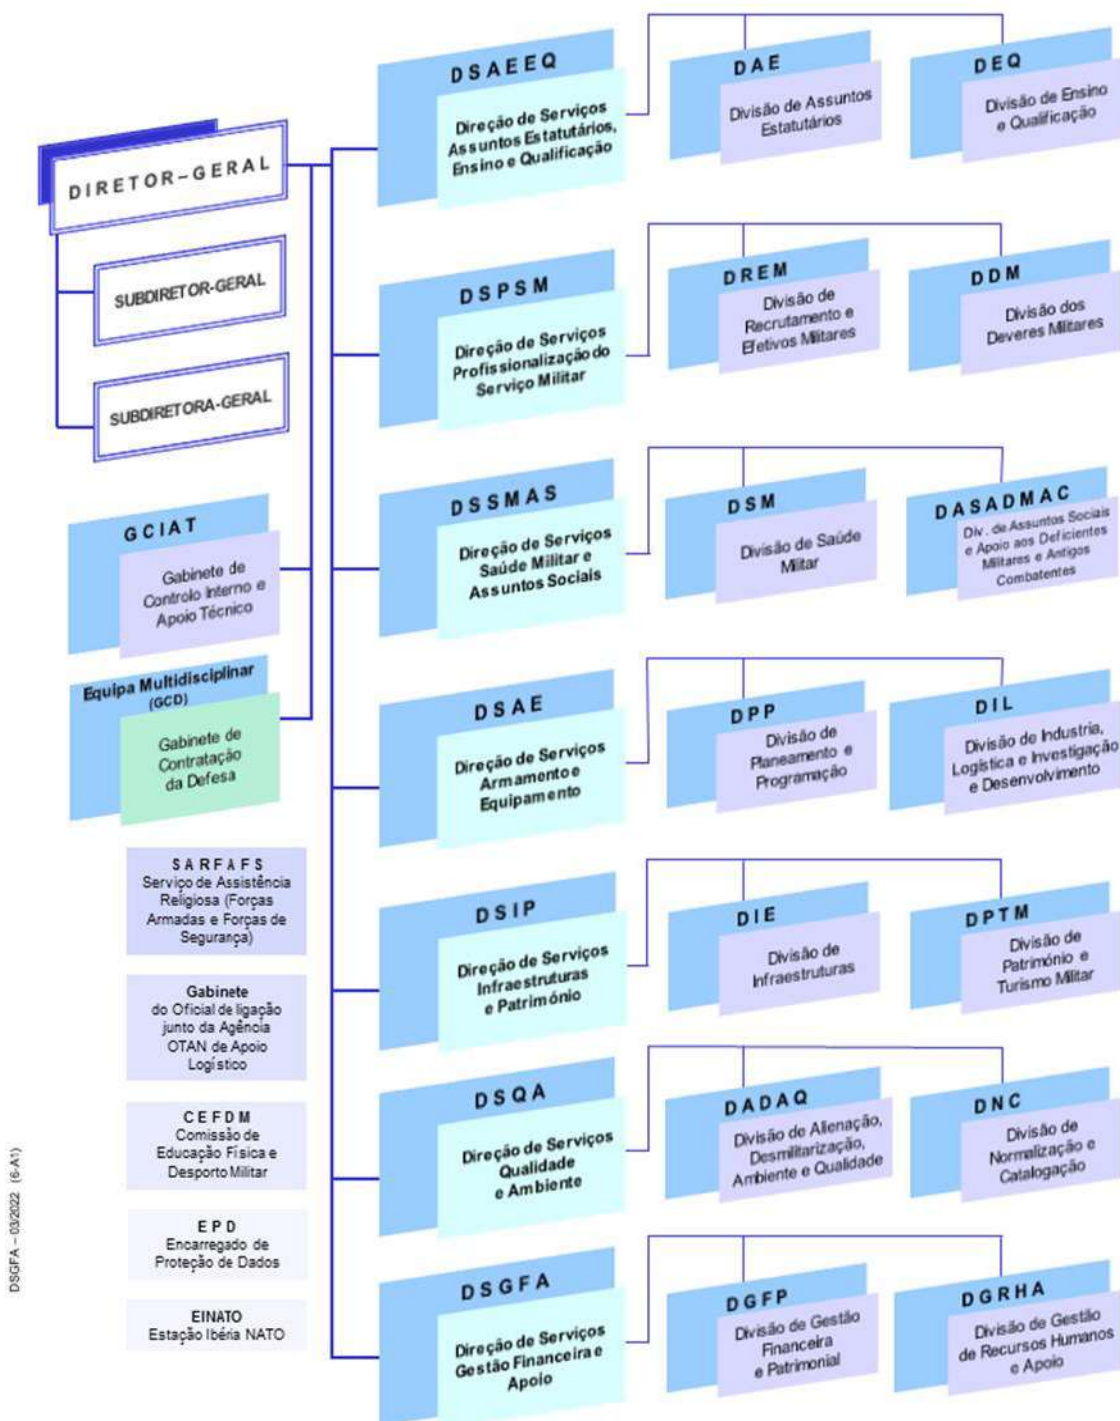 DIRETOR–GERAL
SUBDIRETOR-GERAL
SUBDIRETORA-GERAL
GCIAT
Gabinete de
Controlo Interno e
Apoio Técnico
Equipa Multidisciplinar
(GCD)
Gabinete de
Contratação
da Defesa
SARFAFS
Serviço de Assistência
Religiosa (Forças
Armadas e Forças de
Segurança)
Gabinete
do Oficial de ligação
junto da Agência
OTAN de Apoio
Logístico
CEFDM
Comissão de
Educação Física e
Desporto Militar
EPD
Encarregado de
Proteção de Dados
EINATO
Estação Ibéria NATO
DSAEEQ
Direção de Serviços
Assuntos Estatutários,
Ensino e Qualificação
DAE
Divisão de Assuntos
Estatutários
DEQ
Divisão de Ensino
e Qualificação
DSPSM
Direção de Serviços
Profissionalização do
Serviço Militar
DREM
Divisão de
Recrutamento e
Efetivos Militares
DDM
Divisão dos
Deveres Militares
DSSMAS
Direção de Serviços
Saúde Militar e
Assuntos Sociais
DSM
Divisão de Saúde
Militar
DASADMAC
Div. de Assuntos Sociais
e Apoio aos Deficientes
Militares e Antigos
Combatentes
DSAE
Direção de Serviços
Armamento e
Equipamento
DPP
Divisão de
Planeamento e
Programação
DIL
Divisão de Industria,
Logística e Investigação
e Desenvolvimento
DSIP
Direção de Serviços
Infraestruturas
e Património
DIE
Divisão de
Infraestruturas
DPTM
Divisão de
Património e
Turismo Militar
DSQA
Direção de Serviços
Qualidade
e Ambiente
DADAQ
Divisão de Alienação,
Desmilitarização,
Ambiente e Qualidade
DNC
Divisão de
Normalização e
Catalogação
DSGFA
Direção de Serviços
Gestão Financeira e
Apoio
DGFP
Divisão de Gestão
Financeira
e Patrimonial
DGRHA
Divisão de Gestão
de Recursos Humanos
e Apoio
DSGFA – 03/2022 (6-A1)